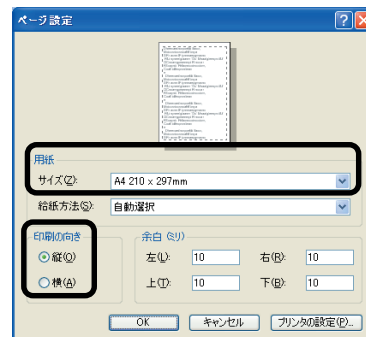 ページ設定
用紙
サイズ(Z): A4 210 x 297mm
給紙方法(S): 自動選択
印刷の向き
縦(O)
横(A)
余白 (ミリ)
左(L): 10 右(R): 10
上(T): 10 下(B): 10
OK キャンセル プリンタの設定(P)...